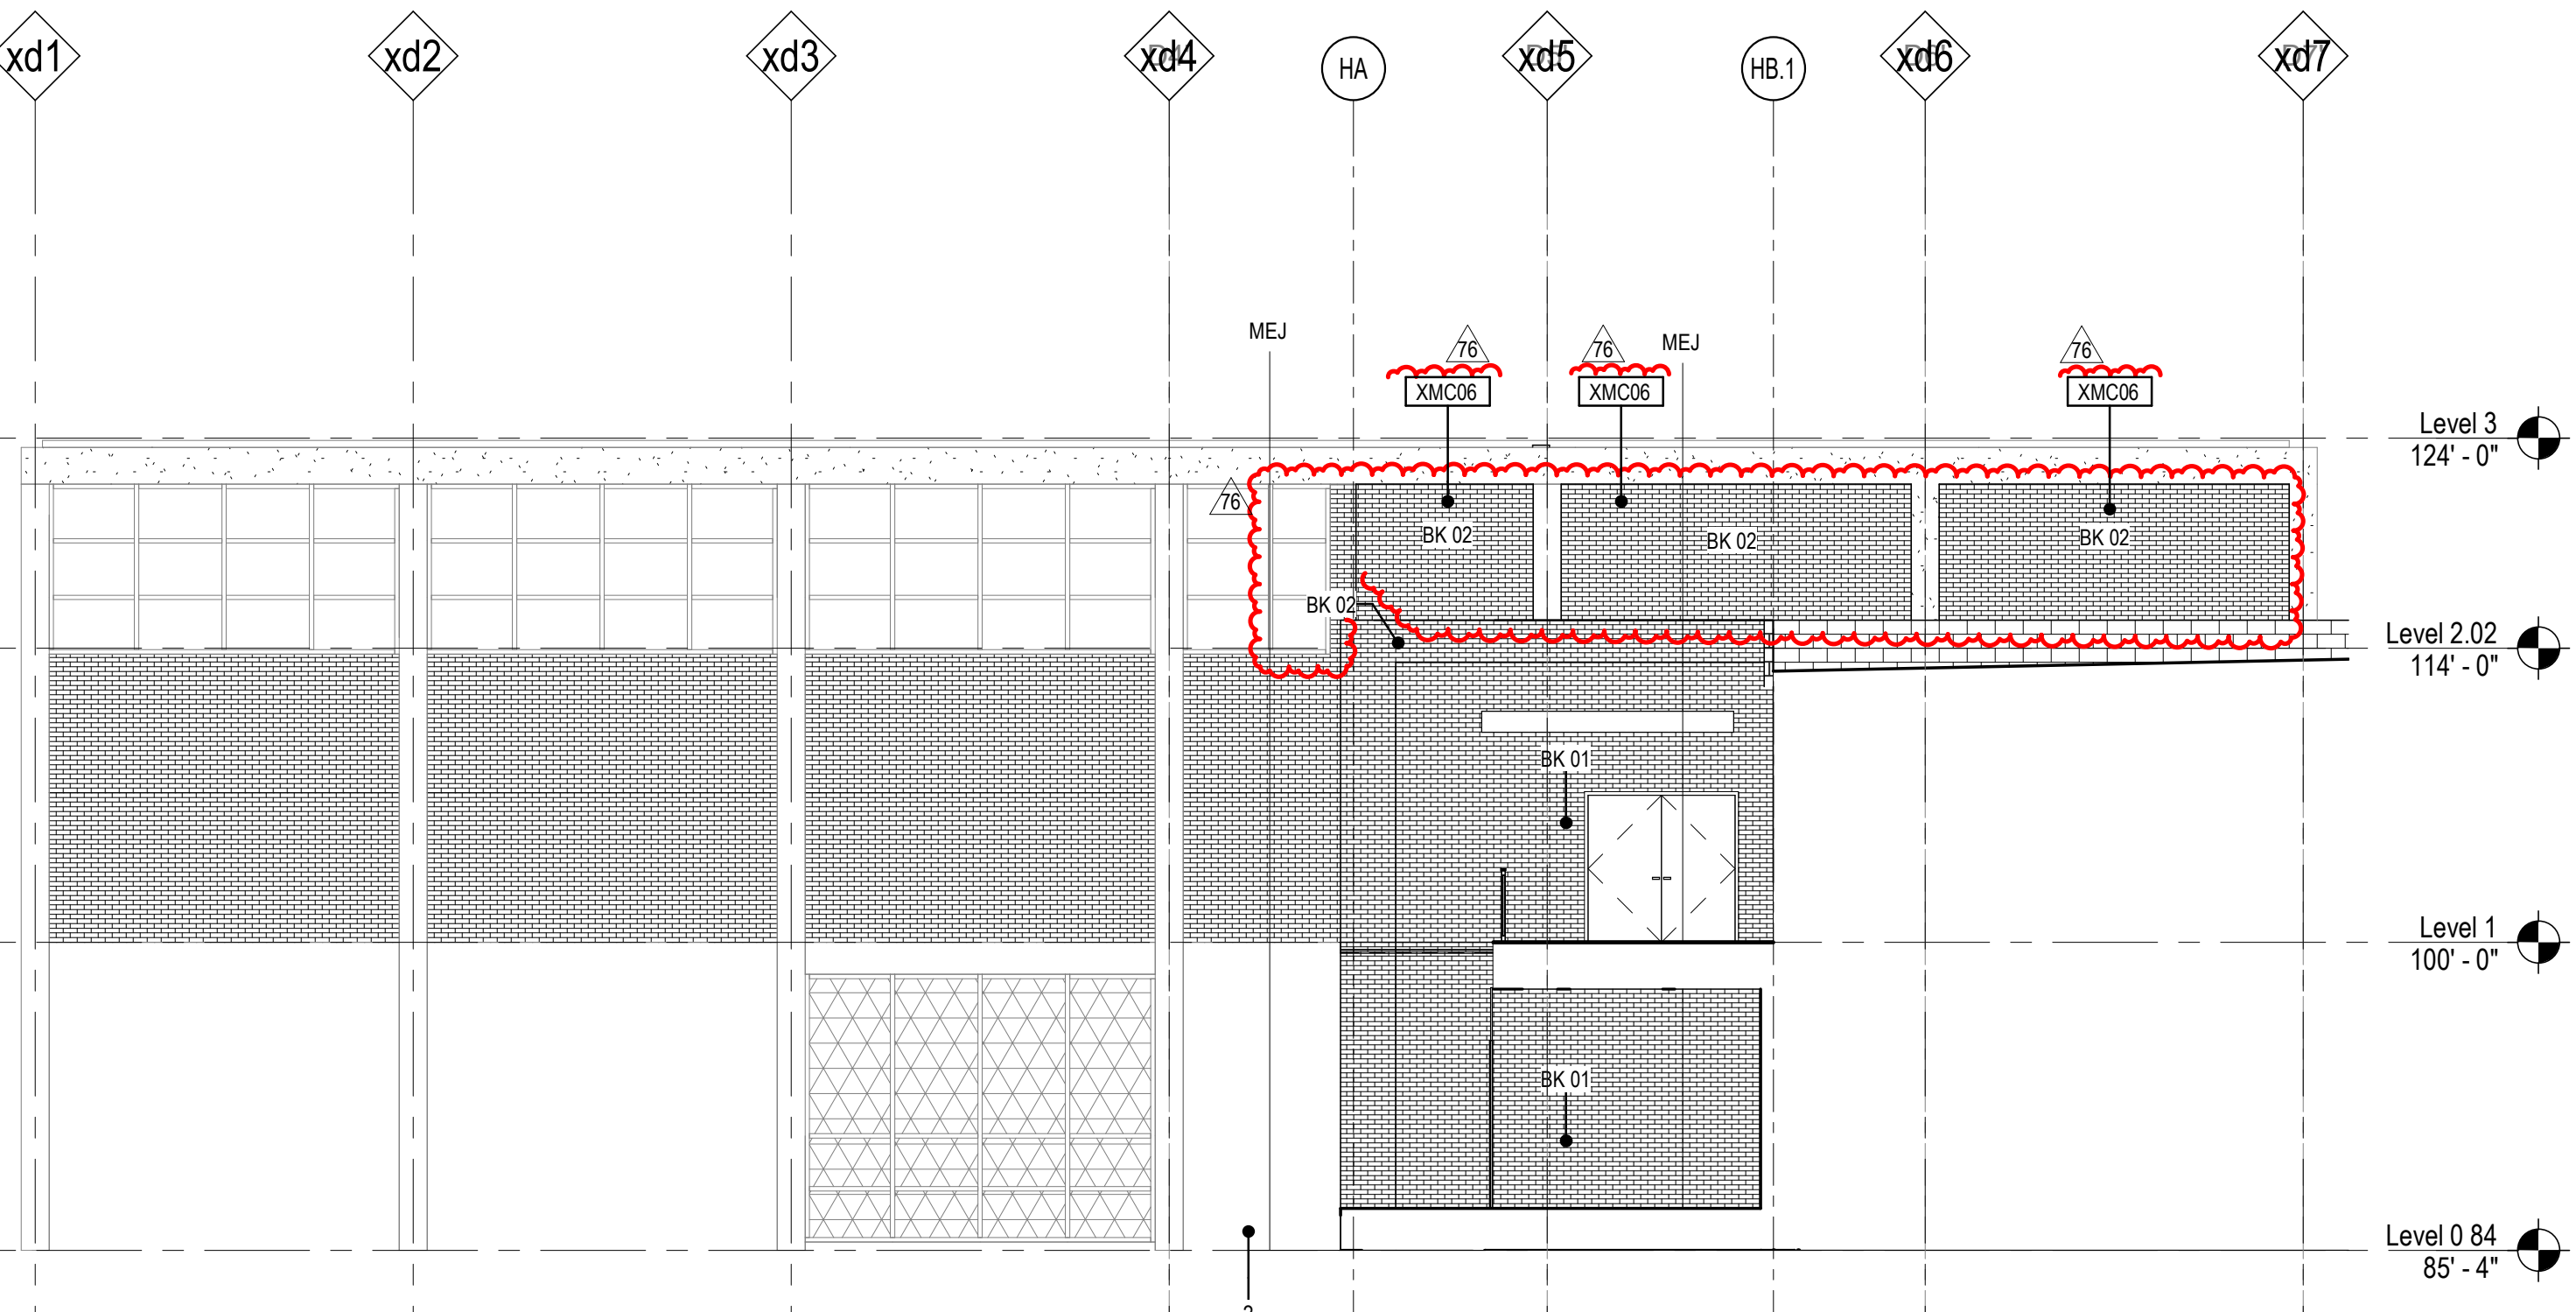 xd1
xd2
xd3
xd4
HA
xd5
HB.1
xd6
xd7
MEJ
76
76
MEJ
76
XMC06
XMC06
XMC06
Level 3
124' - 0"
76
BK 02
BK 02
BK 02
BK 02
Level 2.02
114' - 0"
BK 01
Level 1
100' - 0"
BK 01
Level 0 84
85' - 4"